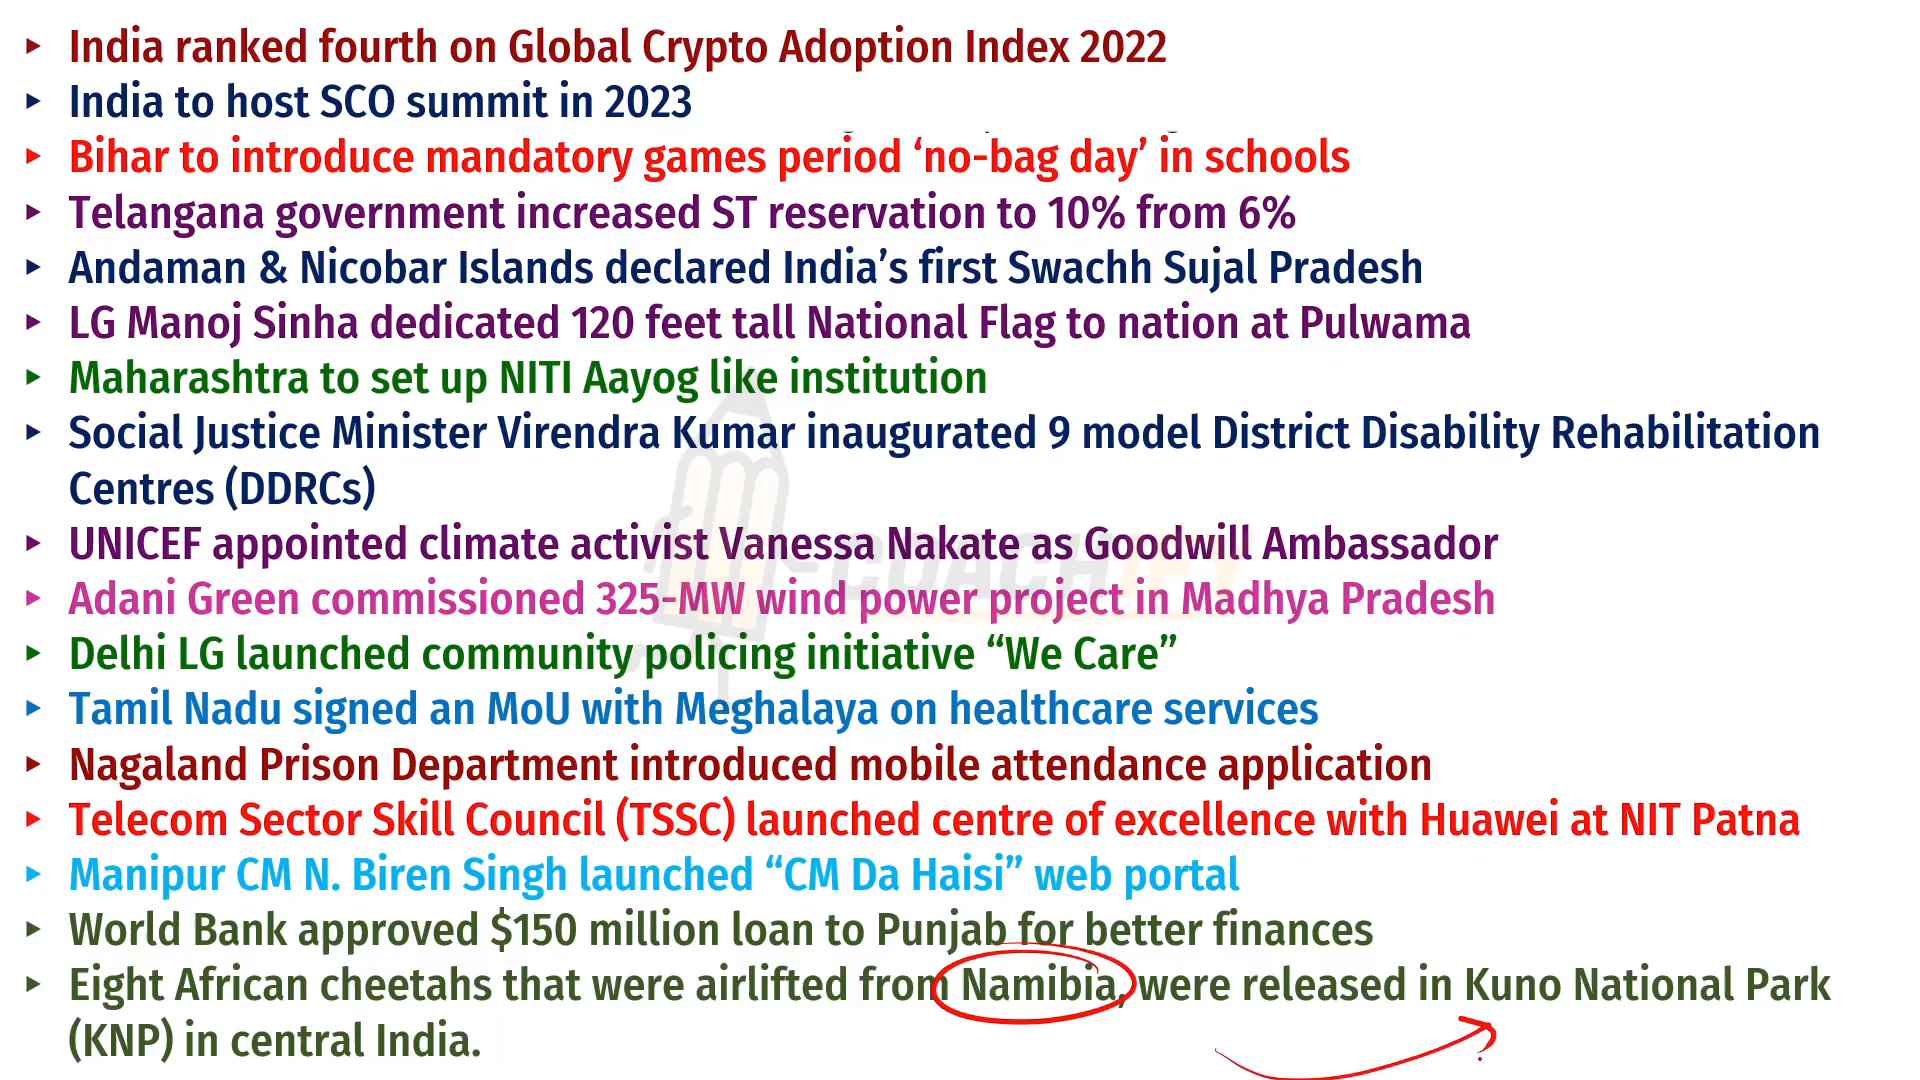 ‣ India ranked fourth on Global Crypto Adoption Index 2022
‣ India to host SCO summit in 2023
‣ Bihar to introduce mandatory games period ‘no-bag day’ in schools
‣ Telangana government increased ST reservation to 10% from 6%
‣ Andaman & Nicobar Islands declared India’s first Swachh Sujal Pradesh
‣ LG Manoj Sinha dedicated 120 feet tall National Flag to nation at Pulwama
‣ Maharashtra to set up NITI Aayog like institution
‣ Social Justice Minister Virendra Kumar inaugurated 9 model District Disability Rehabilitation
Centres (DDRCs)
‣ UNICEF appointed climate activist Vanessa Nakate as Goodwill Ambassador
COACHIFY
‣ Adani Green commissioned 325-MW wind power project in Madhya Pradesh
‣ Delhi LG launched community policing initiative “We Care”
‣ Tamil Nadu signed an MoU with Meghalaya on healthcare services
‣ Nagaland Prison Department introduced mobile attendance application
‣ Telecom Sector Skill Council (TSSC) launched centre of excellence with Huawei at NIT Patna
‣ Manipur CM N. Biren Singh launched “CM Da Haisi” web portal
‣ World Bank approved $150 million loan to Punjab for better finances
‣ Eight African cheetahs that were airlifted from Namibia, were released in Kuno National Park
(KNP) in central India.